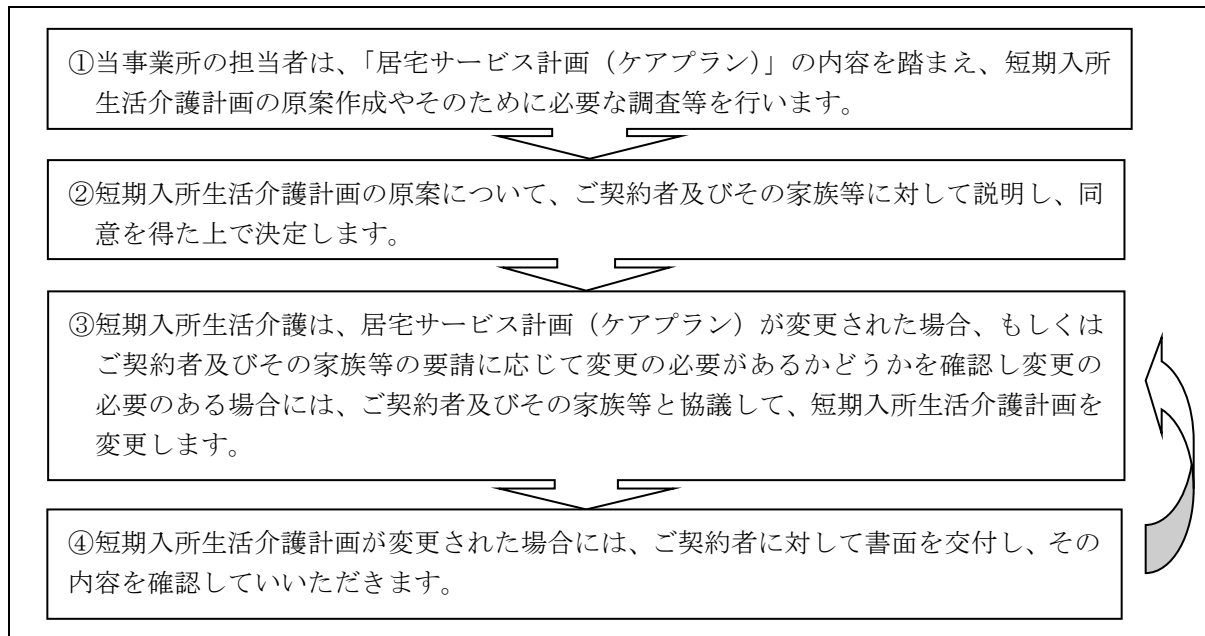 ①当事業所の担当者は、「居宅サービス計画（ケアプラン）」の内容を踏まえ、短期入所
生活介護計画の原案作成やそのために必要な調査等を行います。
②短期入所生活介護計画の原案について、ご契約者及びその家族等に対して説明し、同
意を得た上で決定します。
③短期入所生活介護は、居宅サービス計画（ケアプラン）が変更された場合、もしくは
ご契約者及びその家族等の要請に応じて変更の必要があるかどうかを確認し変更の
必要のある場合には、ご契約者及びその家族等と協議して、短期入所生活介護計画を
変更します。
④短期入所生活介護計画が変更された場合には、ご契約者に対して書面を交付し、その
内容を確認していいただきます。